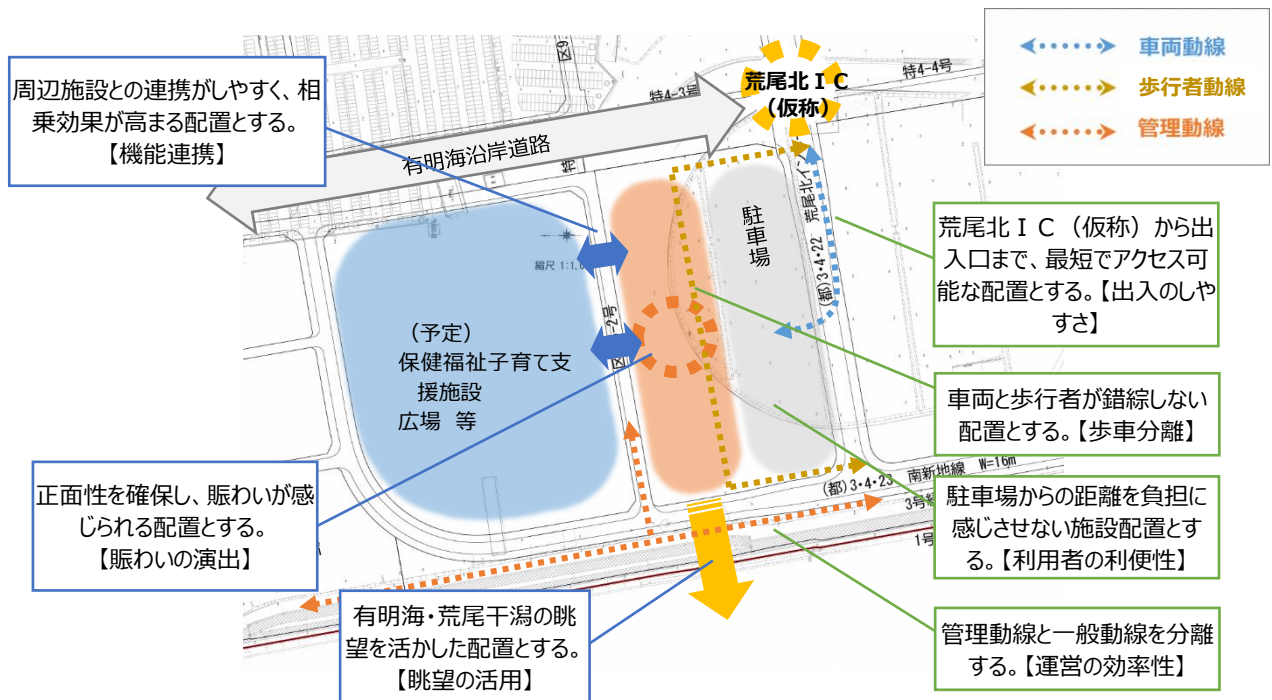 車両動線
歩行者動線
管理動線
周辺施設との連携がしやすく、相
乗効果が高まる配置とする。
【機能連携】
荒尾北ＩＣ
（仮称）
特4-3号
特4-4号
有明海沿岸道路
駐車場
(都)3・4・22 荒尾北イン
縮尺 1:1,
（予定）
保健福祉子育て支
援施設
広場 等
荒尾北ＩＣ（仮称）から出
入口まで、最短でアクセス可
能な配置とする。【出入のしや
すさ】
車両と歩行者が錯綜しない
配置とする。【歩車分離】
正面性を確保し、賑わいが感
じられる配置とする。
【賑わいの演出】
(都)3・4・23 南新地線 W=16m
3号
1号
駐車場からの距離を負担に
感じさせない施設配置とす
る。【利用者の利便性】
有明海・荒尾干潟の眺
望を活かした配置とする。
【眺望の活用】
管理動線と一般動線を分離
する。【運営の効率性】